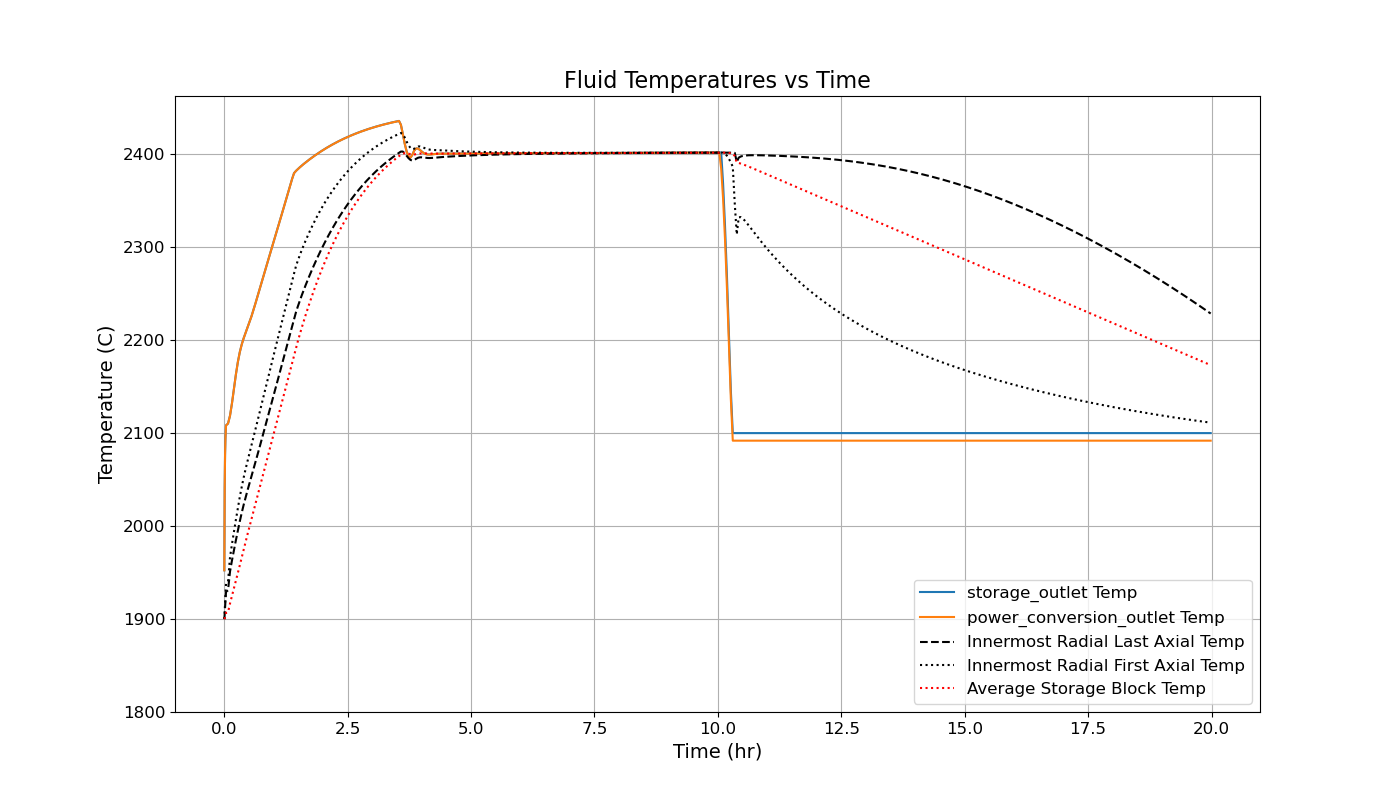 Fluid Temperatures vs Time
Temperature (C)
2400
2300
2200
2100
2000
1900
1800
storage_outlet Temp
power_conversion_outlet Temp
Innermost Radial Last Axial Temp
Innermost Radial First Axial Temp
Average Storage Block Temp
0.0 2.5 5.0 7.5 10.0 12.5 15.0 17.5 20.0
Time (hr)